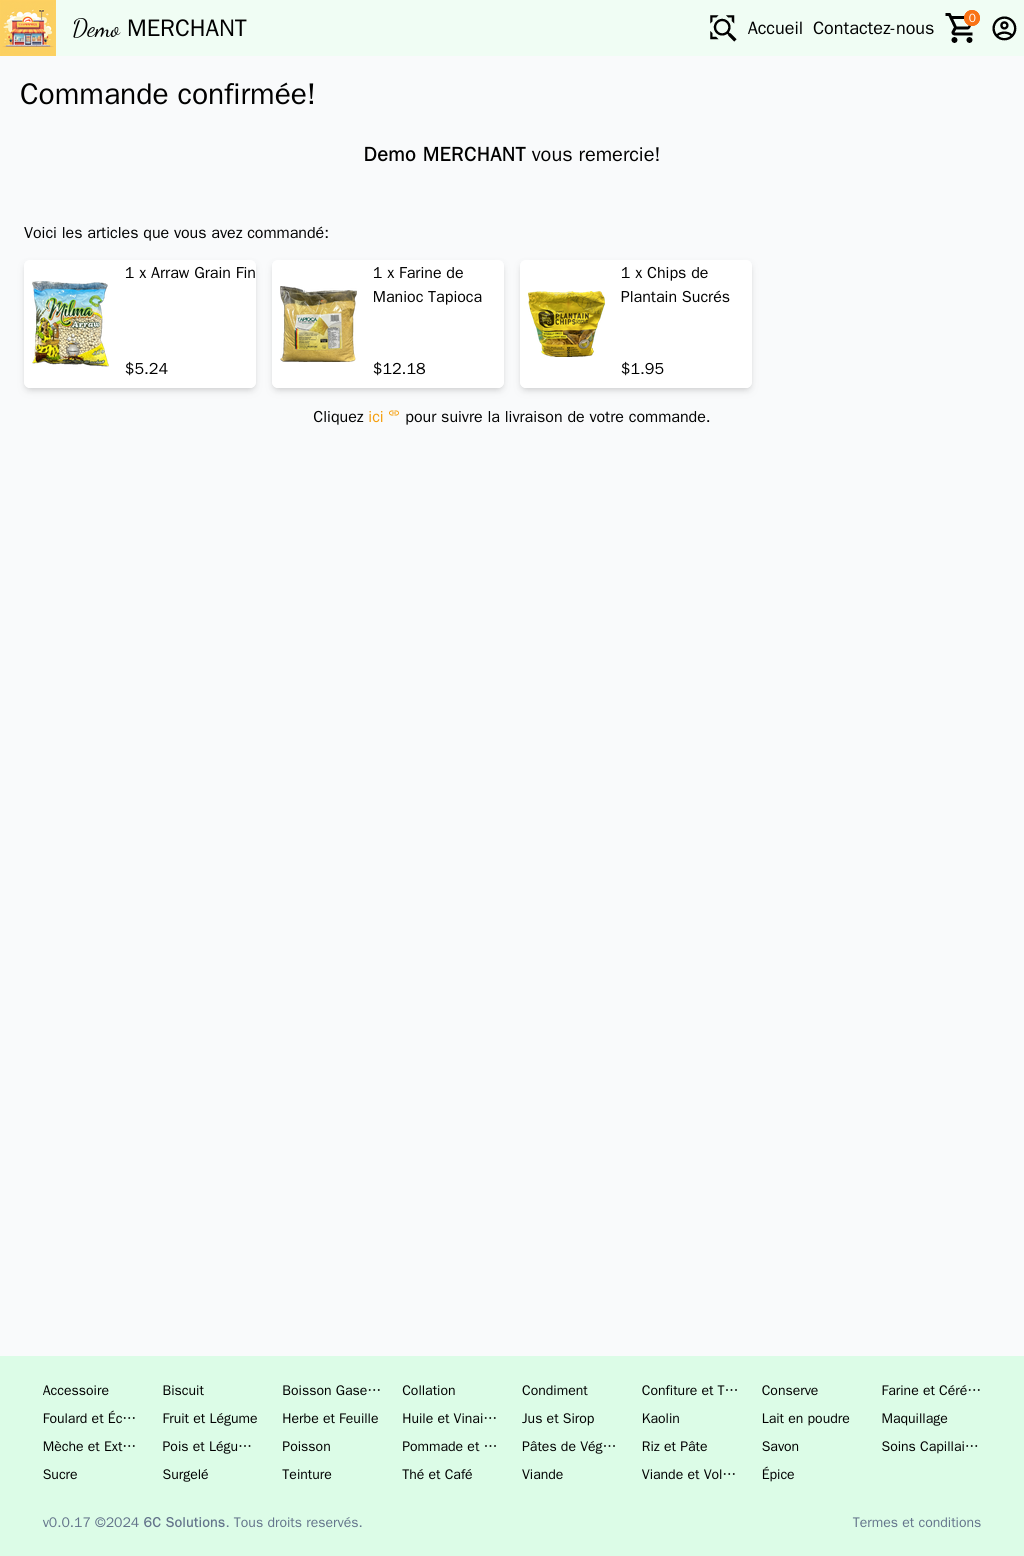 Demo MERCHANT
Accueil Contactez-nous 0
Commande confirmée!
Demo MERCHANT vous remercie!
Voici les articles que vous avez commandé:
1 x Arraw Grain Fin
$5.24
Milma
Arraw
1 x Farine de
Manioc Tapioca
$12.18
TAPIOCA
1 x Chips de
Plantain Sucrés
$1.95
PLANTAIN
CHIPS
Cliquez ici pour suivre la livraison de votre commande.
Accessoire Biscuit Boisson Gase… Collation Condiment Confiture et T… Conserve Farine et Céré…
Foulard et Éc… Fruit et Légume Herbe et Feuille Huile et Vinai… Jus et Sirop Kaolin Lait en poudre Maquillage
Mèche et Ext… Pois et Légu… Poisson Pommade et … Pâtes de Vég… Riz et Pâte Savon Soins Capillai…
Sucre Surgelé Teinture Thé et Café Viande Viande et Vol… Épice
v0.0.17 ©2024 6C Solutions. Tous droits reservés. Termes et conditions